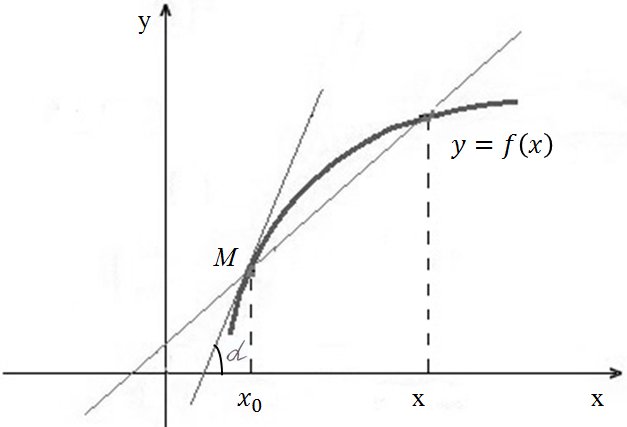 y
y = f(x)
M
α
x₀ x x